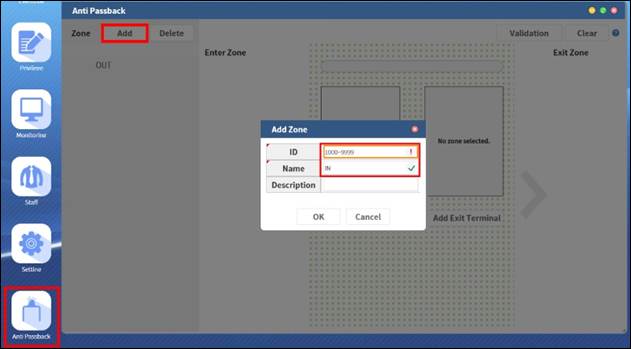 Anti Passback
Zone Add Delete Validation Clear ?
OUT
Enter Zone Exit Zone
Privilege
Monitoring
Staff
Setting
Anti Passback
Add Zone
ID 1000~9999 !
Name IN
Description
OK Cancel
No zone selected.
Add Exit Terminal